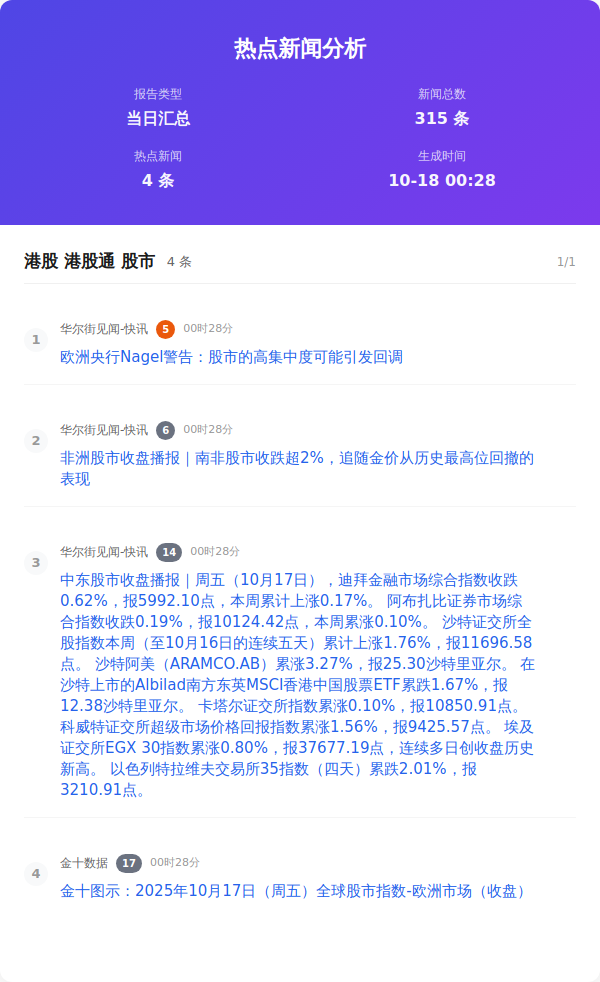 热点新闻分析
报告类型
新闻总数
当日汇总
315 条
热点新闻
生成时间
4 条
10-18 00:28
港股 港股通 股市 4 条 1/1
1
华尔街见闻-快讯 5 00时28分
欧洲央行Nagel警告：股市的高集中度可能引发回调
2
华尔街见闻-快讯 6 00时28分
非洲股市收盘播报｜南非股市收跌超2%，追随金价从历史最高位回撤的
表现
3
华尔街见闻-快讯 14 00时28分
中东股市收盘播报｜周五（10月17日），迪拜金融市场综合指数收跌
0.62%，报5992.10点，本周累计上涨0.17%。 阿布扎比证券市场综
合指数收跌0.19%，报10124.42点，本周累涨0.10%。 沙特证交所全
股指数本周（至10月16日的连续五天）累计上涨1.76%，报11696.58
点。 沙特阿美（ARAMCO.AB）累涨3.27%，报25.30沙特里亚尔。 在
沙特上市的Albilad南方东英MSCI香港中国股票ETF累跌1.67%，报
12.38沙特里亚尔。 卡塔尔证交所指数累涨0.10%，报10850.91点。
科威特证交所超级市场价格回报指数累涨1.56%，报9425.57点。 埃及
证交所EGX 30指数累涨0.80%，报37677.19点，连续多日创收盘历史
新高。 以色列特拉维夫交易所35指数（四天）累跌2.01%，报
3210.91点。
4
金十数据 17 00时28分
金十图示：2025年10月17日（周五）全球股市指数-欧洲市场（收盘）